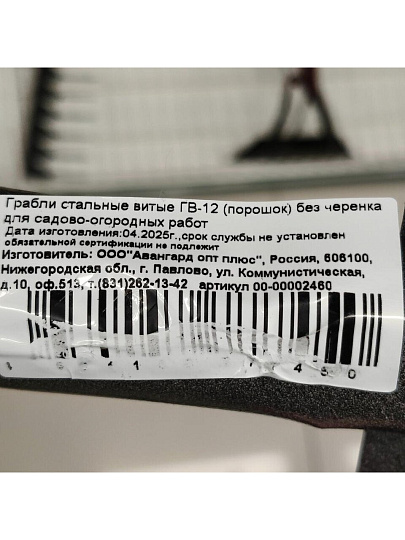 Грабли стальные витые ГВ-12 (порошок) без черенка
для садово-огородных работ
Дата изготовления:04.2025г.,срок службы не установлен
обязательной сертификации не подлежит
Изготовитель: ООО"Авангард опт плюс", Россия, 606100,
Нижегородская обл., г. Павлово, ул. Коммунистическая,
д.10, оф.513, т.(831)262-13-42 артикул 00-00002460